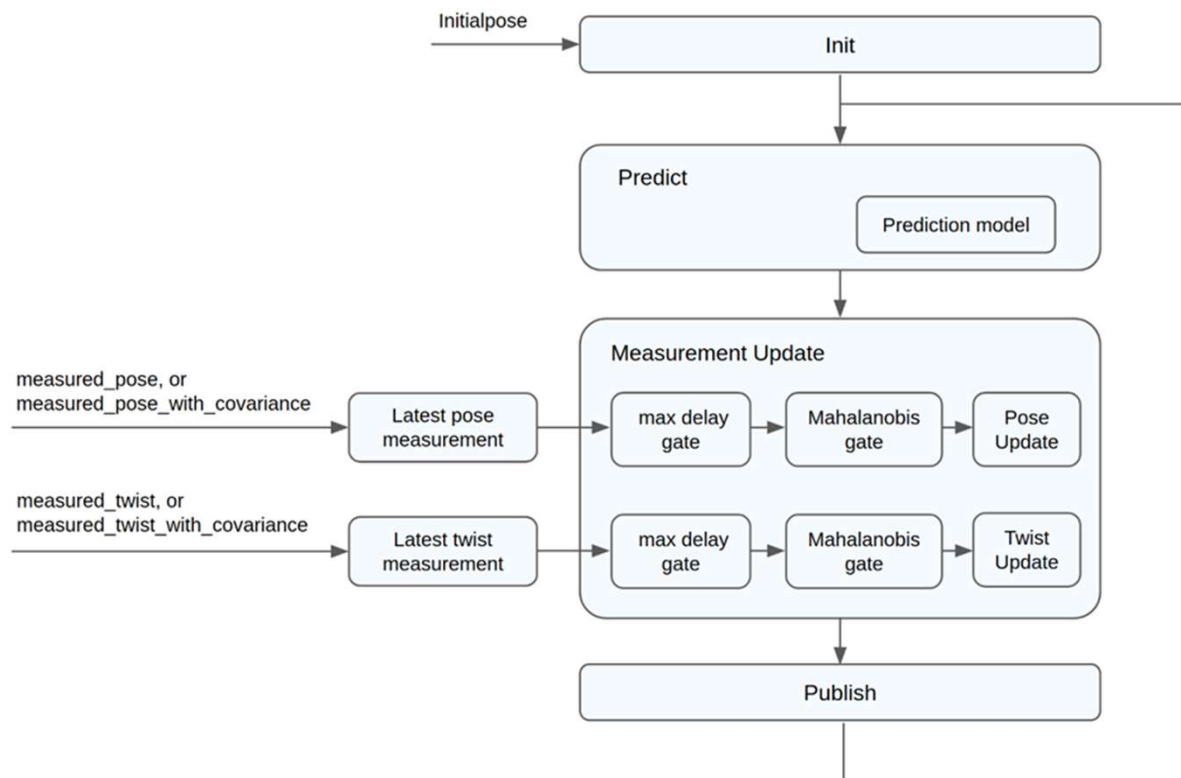 Initialpose
Init
Predict
Prediction model
Measurement Update
measured_pose, or
measured_pose_with_covariance
Latest pose
measurement
max delay
gate
Mahalanobis
gate
Pose
Update
measured_twist, or
measured_twist_with_covariance
Latest twist
measurement
max delay
gate
Mahalanobis
gate
Twist
Update
Publish